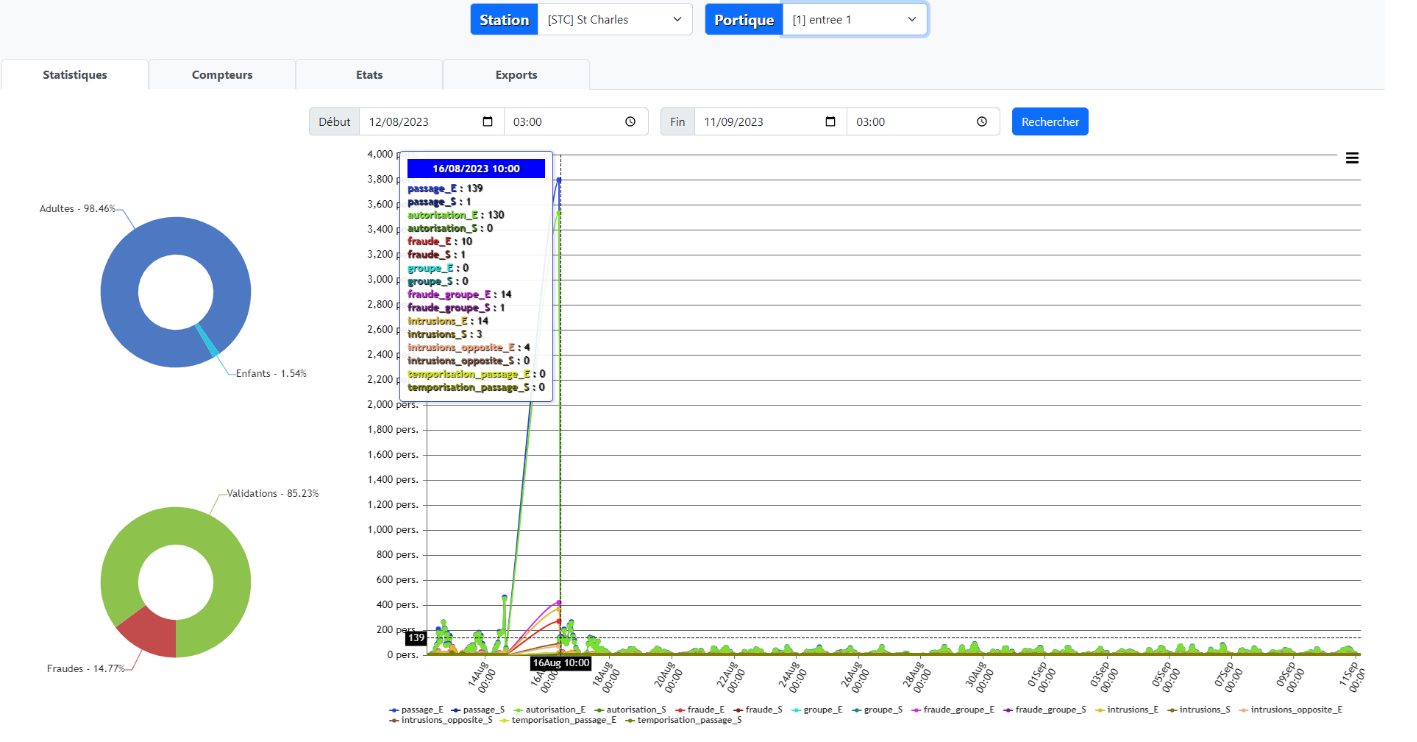 Station [STC] St Charles Portique [1] entree 1
Statistiques Compteurs Etats Exports
Début 12/08/2023 03:00 Fin 11/09/2023 03:00 Rechercher
Adultes - 98.46%
Enfants - 1.54%
Validations - 85.23%
Fraudes - 14.77%
4,000
3,800
3,600
3,400
3,200
3,000
2,800
2,600
2,400
2,200
2,000 pers.
1,800 pers.
1,600 pers.
1,400 pers.
1,200 pers.
1,000 pers.
800 pers.
600 pers.
400 pers.
200 pers.
139
0 pers.
16/08/2023 10:00
passage_E : 139
passage_S : 1
autorisation_E : 130
autorisation_S : 0
fraude_E : 10
fraude_S : 1
groupe_E : 0
groupe_S : 0
fraude_groupe_E : 14
fraude_groupe_S : 1
intrusions_E : 14
intrusions_S : 3
intrusions_opposite_E : 4
intrusions_opposite_S : 0
temporisation_passage_E : 0
temporisation_passage_S : 0
16Aug 10:00
14Aug 00:00
18Aug 00:00
20Aug 00:00
22Aug 00:00
24Aug 00:00
26Aug 00:00
28Aug 00:00
30Aug 00:00
01Sep 00:00
03Sep 00:00
05Sep 00:00
07Sep 00:00
09Sep 00:00
11Sep 00:00
passage_E passage_S autorisation_E autorisation_S fraude_E fraude_S groupe_E groupe_S fraude_groupe_E fraude_groupe_S intrusions_E intrusions_S intrusions_opposite_E
intrusions_opposite_S temporisation_passage_E temporisation_passage_S